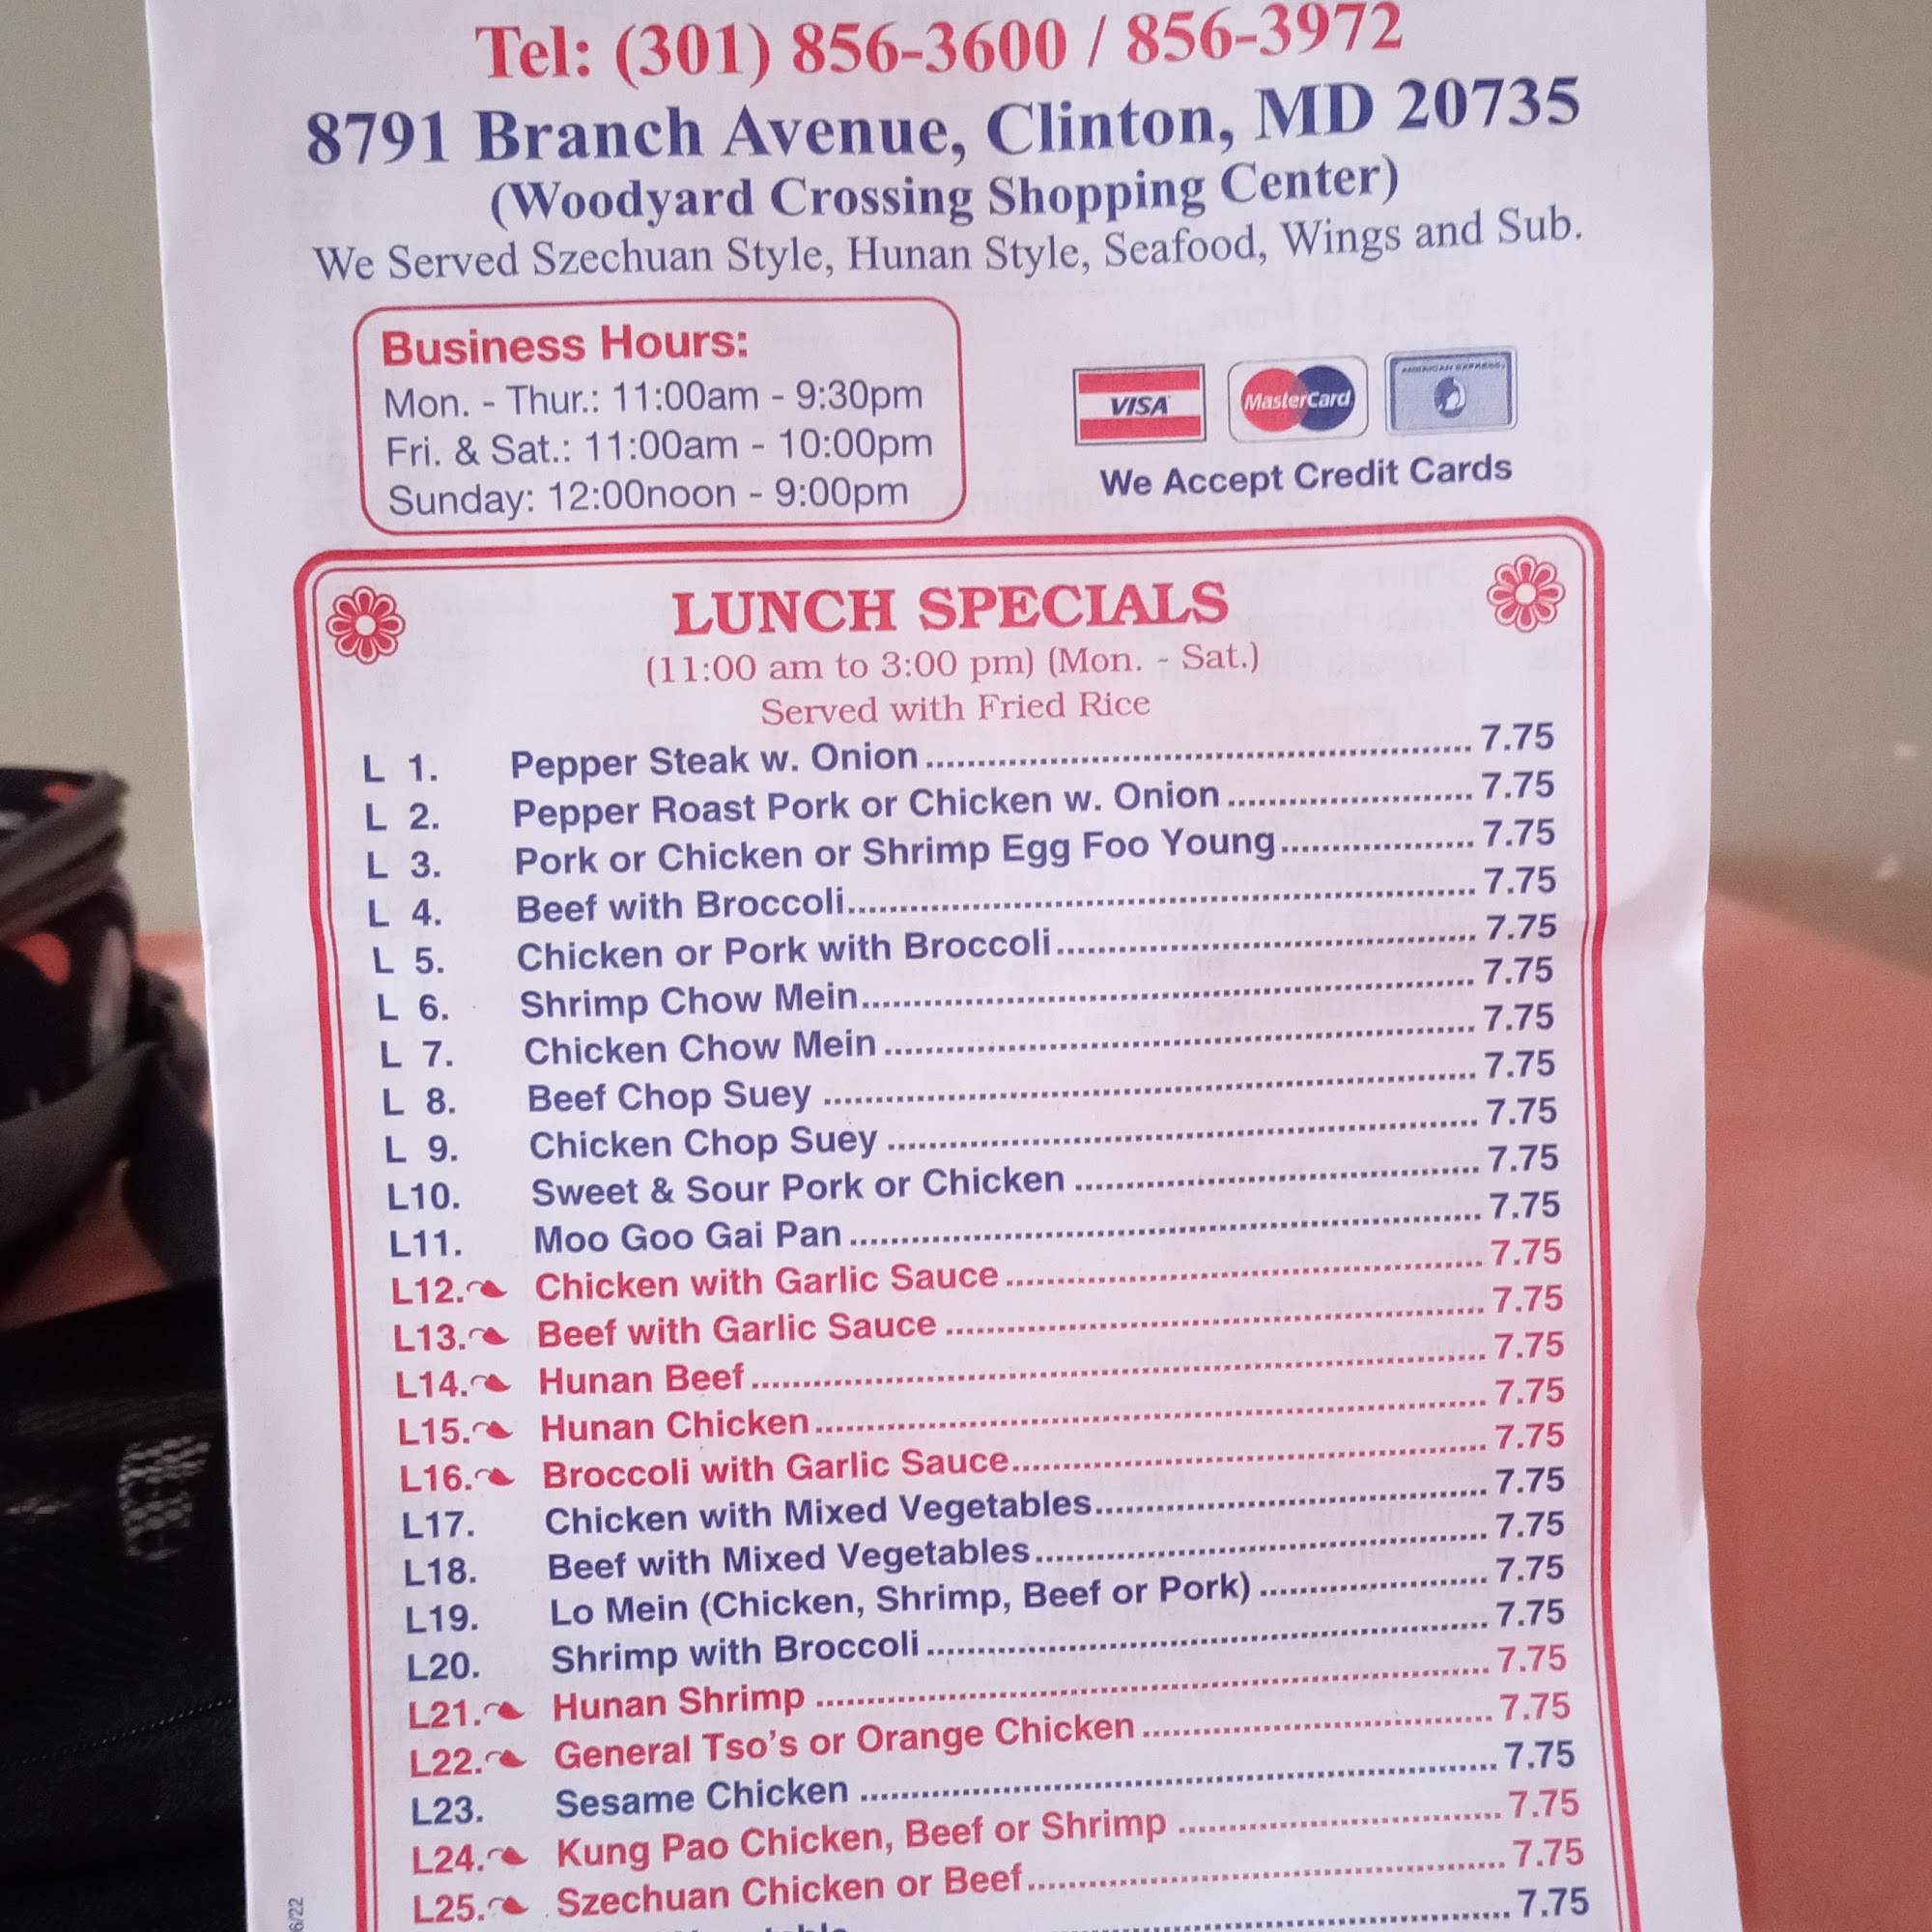 Tel: (301) 856-3600 / 856-3972
8791 Branch Avenue, Clinton, MD 20735
(Woodyard Crossing Shopping Center)
We Served Szechuan Style, Hunan Style, Seafood, Wings and Sub.
Business Hours:
Mon. - Thur.: 11:00am - 9:30pm
Fri. & Sat.: 11:00am - 10:00pm
Sunday: 12:00noon - 9:00pm
VISA MasterCard AMERICAN EXPRESS
We Accept Credit Cards
LUNCH SPECIALS
(11:00 am to 3:00 pm) (Mon. - Sat.)
Served with Fried Rice
L 1. Pepper Steak w. Onion 7.75
L 2. Pepper Roast Pork or Chicken w. Onion 7.75
L 3. Pork or Chicken or Shrimp Egg Foo Young 7.75
L 4. Beef with Broccoli 7.75
L 5. Chicken or Pork with Broccoli 7.75
L 6. Shrimp Chow Mein 7.75
L 7. Chicken Chow Mein 7.75
L 8. Beef Chop Suey 7.75
L 9. Chicken Chop Suey 7.75
L10. Sweet & Sour Pork or Chicken 7.75
L11. Moo Goo Gai Pan 7.75
L12. Chicken with Garlic Sauce 7.75
L13. Beef with Garlic Sauce 7.75
L14. Hunan Beef 7.75
L15. Hunan Chicken 7.75
L16. Broccoli with Garlic Sauce 7.75
L17. Chicken with Mixed Vegetables 7.75
L18. Beef with Mixed Vegetables 7.75
L19. Lo Mein (Chicken, Shrimp, Beef or Pork) 7.75
L20. Shrimp with Broccoli 7.75
L21. Hunan Shrimp 7.75
L22. General Tso's or Orange Chicken 7.75
L23. Sesame Chicken 7.75
L24. Kung Pao Chicken, Beef or Shrimp 7.75
L25. Szechuan Chicken or Beef 7.75
7.75
6/22